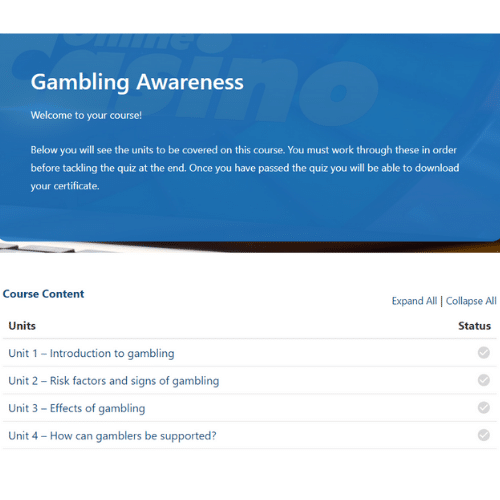 Online
Casino
Gambling Awareness
Welcome to your course!
Below you will see the units to be covered on this course. You must work through these in order
before tackling the quiz at the end. Once you have passed the quiz you will be able to download
your certificate.
Course Content
Expand All | Collapse All
Units Status
Unit 1 – Introduction to gambling
Unit 2 – Risk factors and signs of gambling
Unit 3 – Effects of gambling
Unit 4 – How can gamblers be supported?